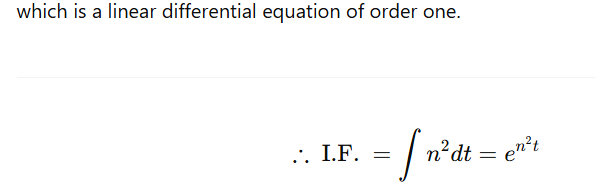 which is a linear differential equation of order one.
∴ I.F. = ∫ n²dt = e^{n²t}